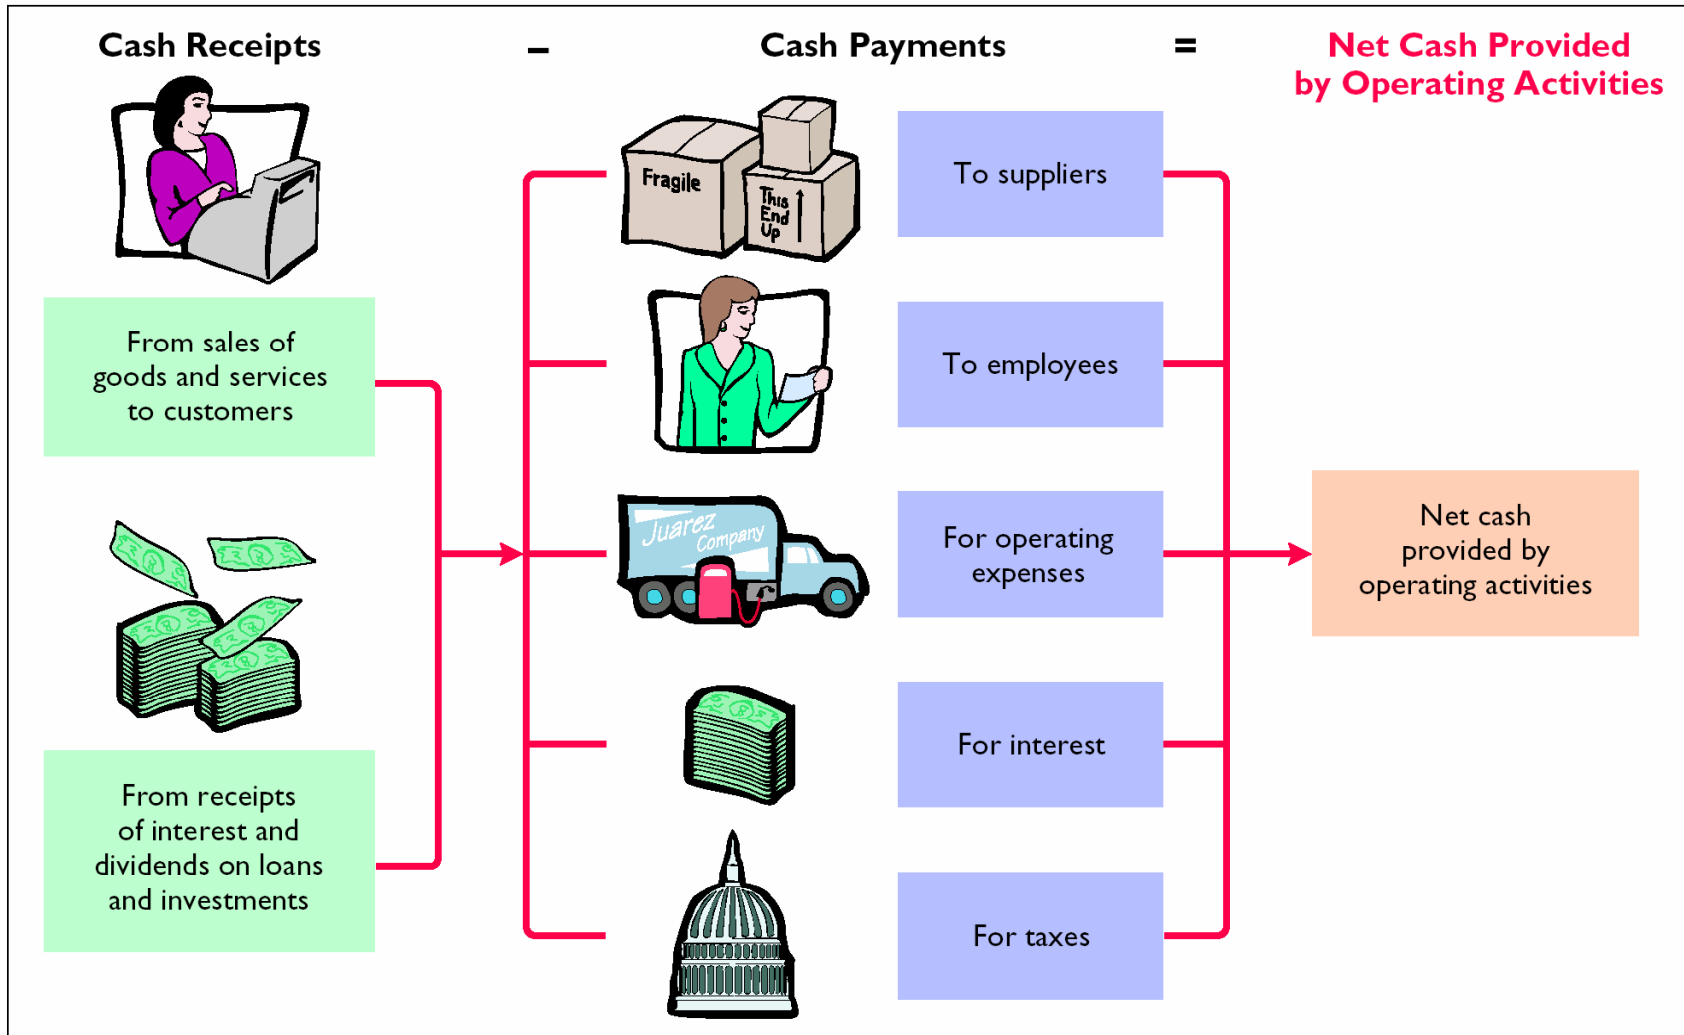 Cash Receipts – Cash Payments = Net Cash Provided
by Operating Activities
From sales of
goods and services
to customers
From receipts
of interest and
dividends on loans
and investments
Fragile
This
End
Up
To suppliers
To employees
Juarez
Company
For operating
expenses
For interest
For taxes
Net cash
provided by
operating activities